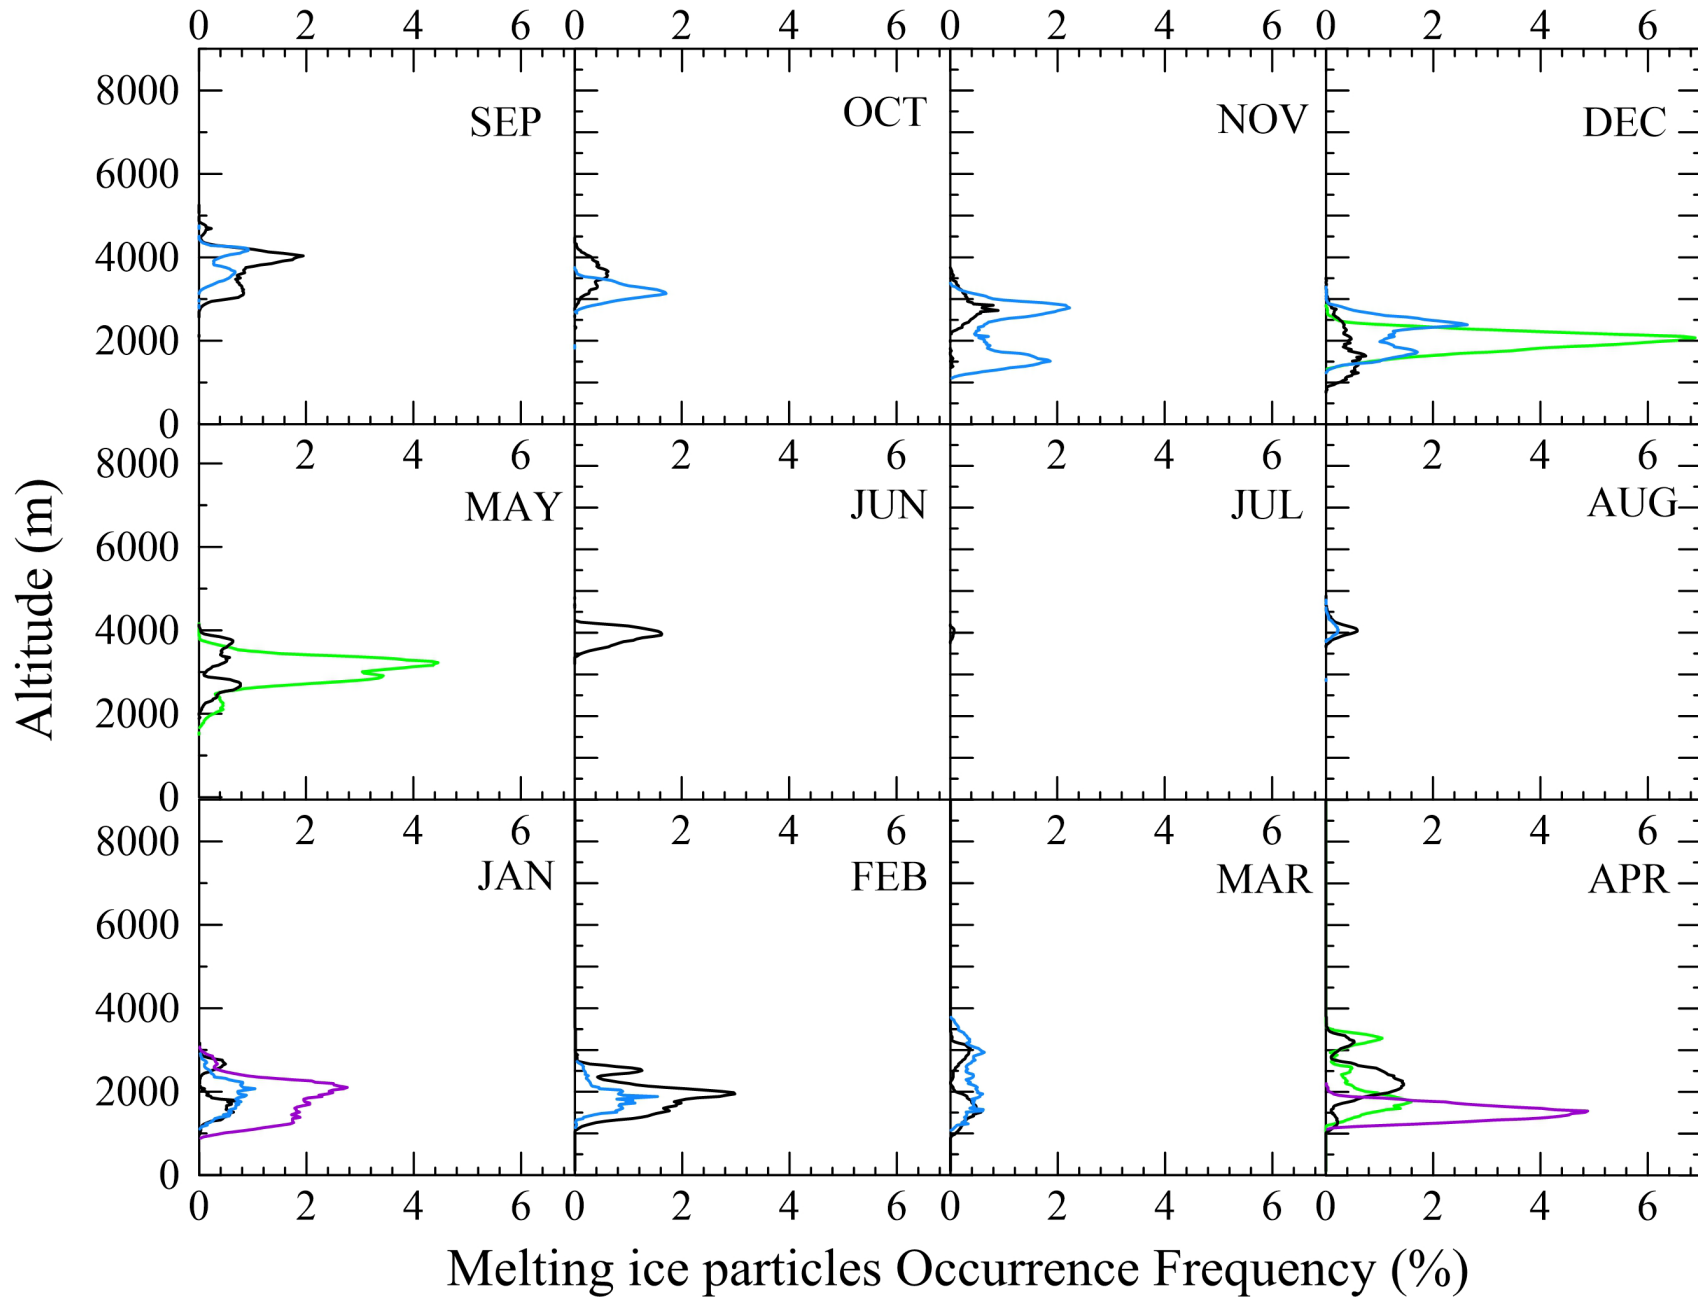 0 2 4 6 0 2 4 6 0 2 4 6 0 2 4 6
8000
SEP OCT NOV DEC
6000
4000
2000
0
2 4 6 2 4 6 2 4 6 2 4 6
8000
MAY JUN JUL AUG
6000
4000
2000
0
Altitude (m)
2 4 6 2 4 6 2 4 6 2 4 6
8000
JAN FEB MAR APR
6000
4000
2000
0
0 2 4 6 0 2 4 6 0 2 4 6 0 2 4 6
Melting ice particles Occurrence Frequency (%)